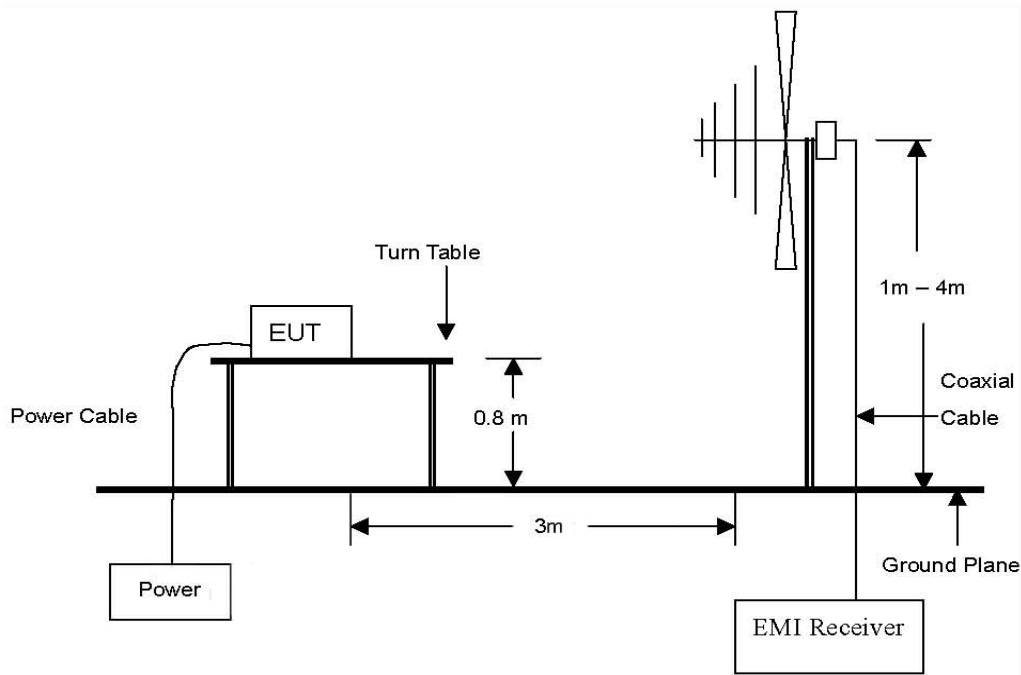 Turn Table
EUT
1m – 4m
Coaxial
Cable
Power Cable
0.8 m
3m
Ground Plane
Power
EMI Receiver